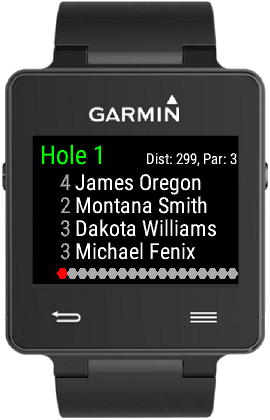 GARMIN
Hole 1 Dist: 299, Par: 3
4 James Oregon
2 Montana Smith
3 Dakota Williams
3 Michael Fenix